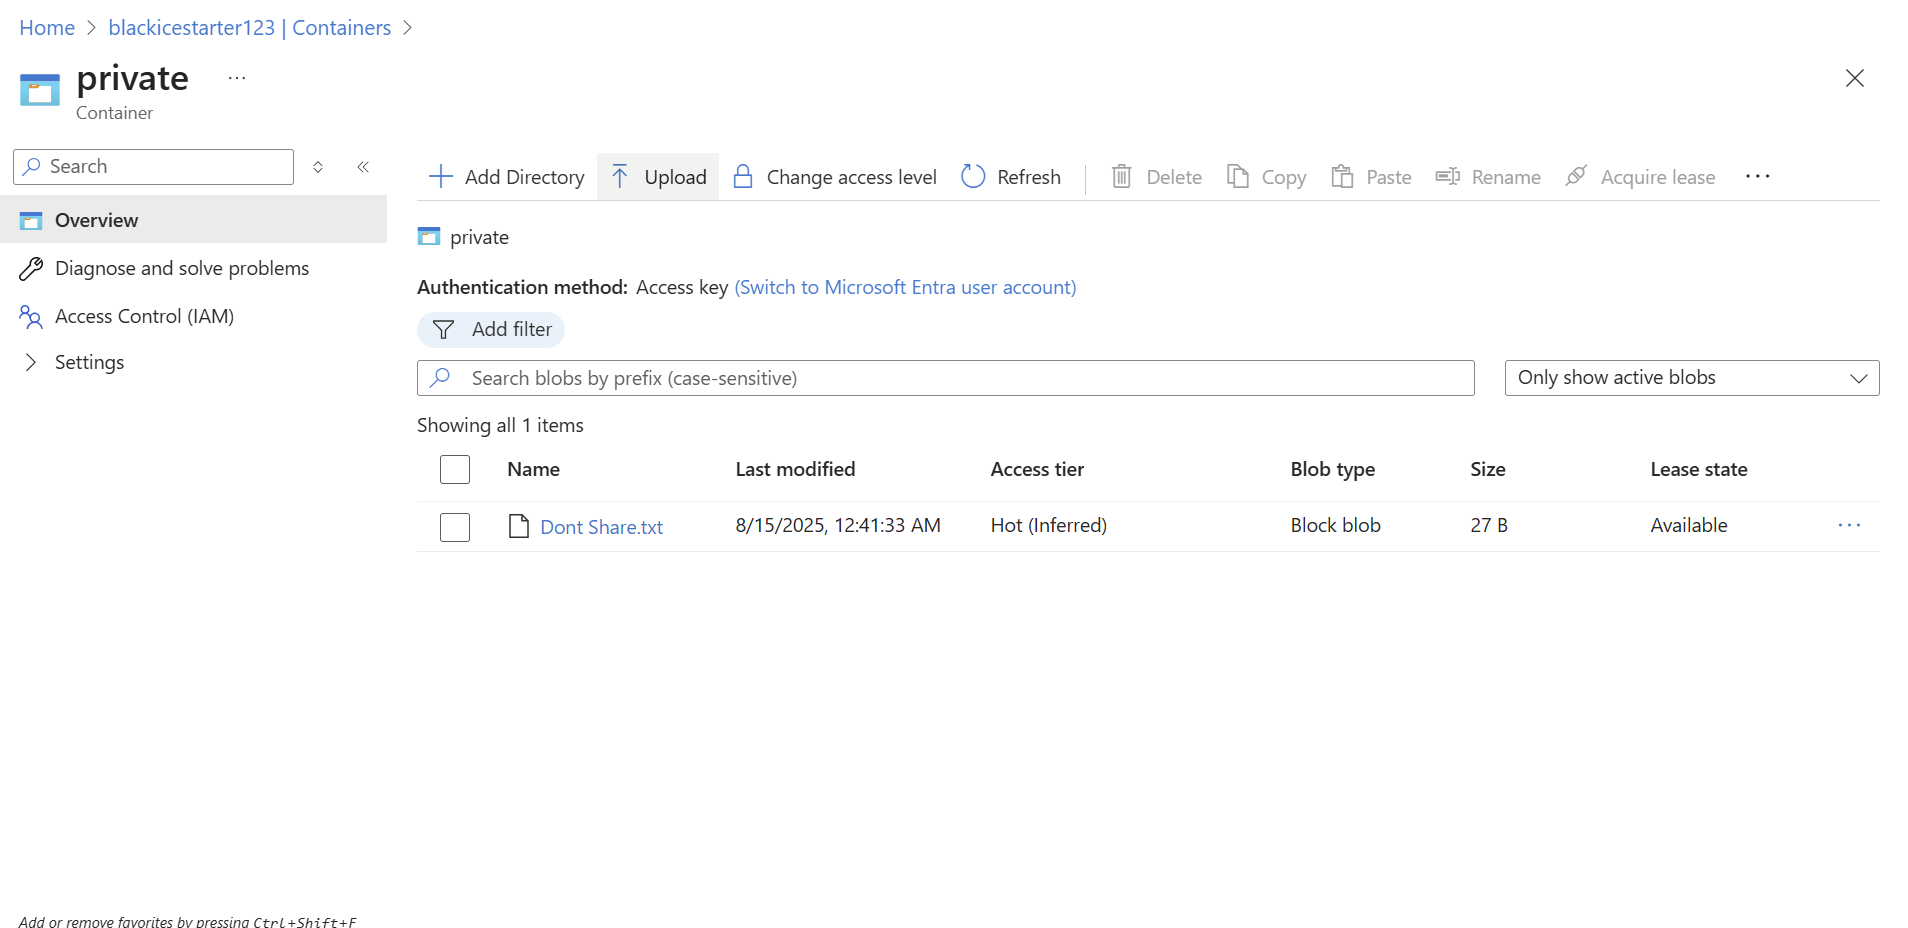 Home > blackicestarter123 | Containers >
private ...
Container
Search
Overview
Diagnose and solve problems
Access Control (IAM)
Settings
Add Directory Upload Change access level Refresh Delete Copy Paste Rename Acquire lease ...
private
Authentication method: Access key (Switch to Microsoft Entra user account)
Add filter
Search blobs by prefix (case-sensitive) Only show active blobs
Showing all 1 items
Name Last modified Access tier Blob type Size Lease state
Dont Share.txt 8/15/2025, 12:41:33 AM Hot (Inferred) Block blob 27 B Available ...
Add or remove favorites by pressing Ctrl+Shift+F